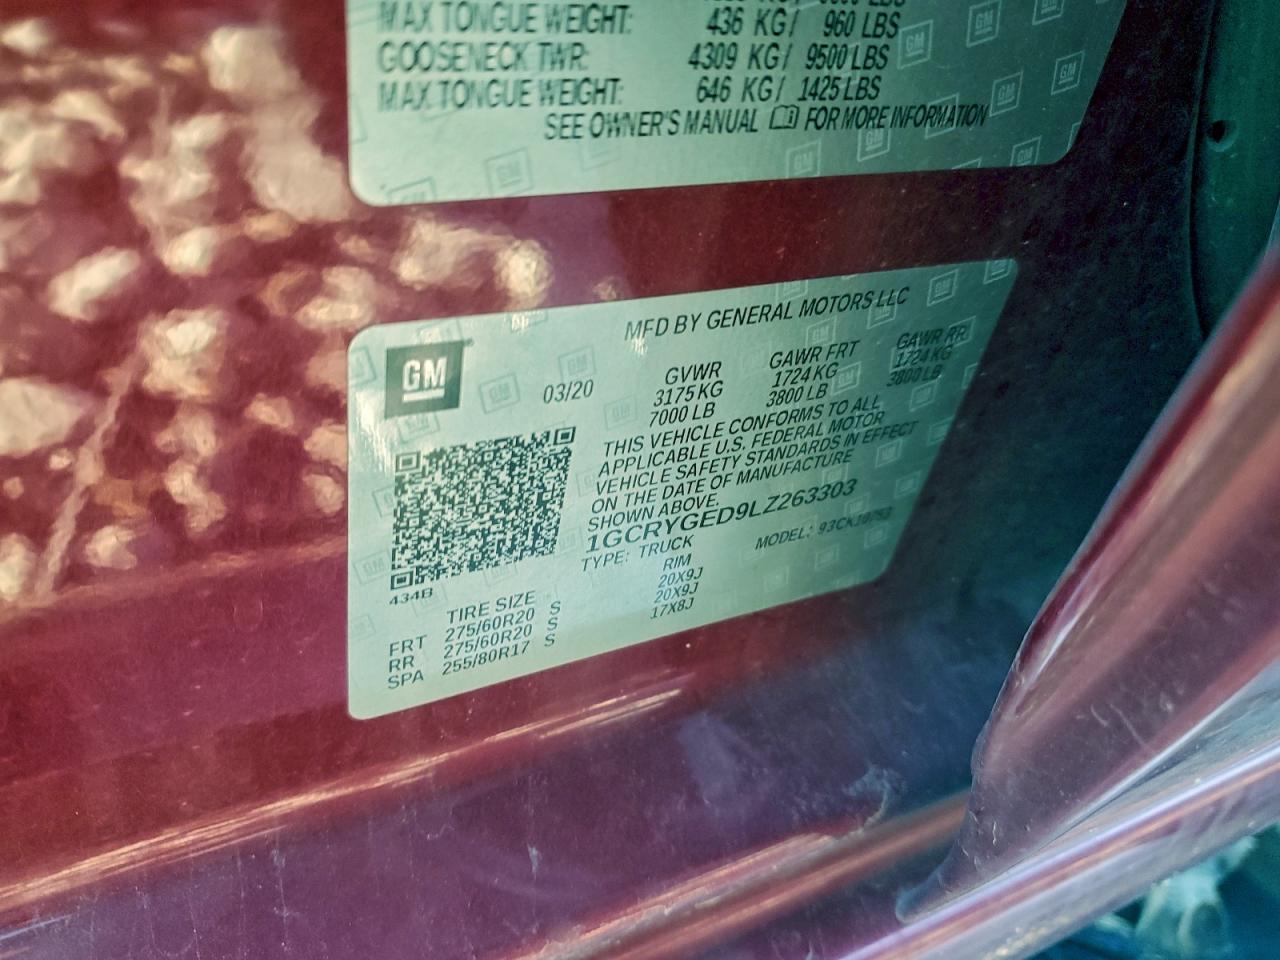 MAX TONGUE WEIGHT: 436 KG/ 960 LBS
GOOSENECK TWR: 4309 KG/ 9500 LBS
MAX TONGUE WEIGHT: 646 KG/ 1425 LBS
SEE OWNER'S MANUAL FOR MORE INFORMATION
MFD BY GENERAL MOTORS LLC
GM
03/20
GVWR GAWR FRT GAWR RR
3175 KG 1724 KG 1724 KG
7000 LB 3800 LB 3800 LB
THIS VEHICLE CONFORMS TO ALL
APPLICABLE U.S. FEDERAL MOTOR
VEHICLE SAFETY STANDARDS IN EFFECT
ON THE DATE OF MANUFACTURE
SHOWN ABOVE.
1GCRYGED9LZ263303
TYPE: TRUCK MODEL: 93CK10753
434B
TIRE SIZE RIM
FRT 275/60R20 S 20X9J
RR 275/60R20 S 20X9J
SPA 255/80R17 S 17X8J